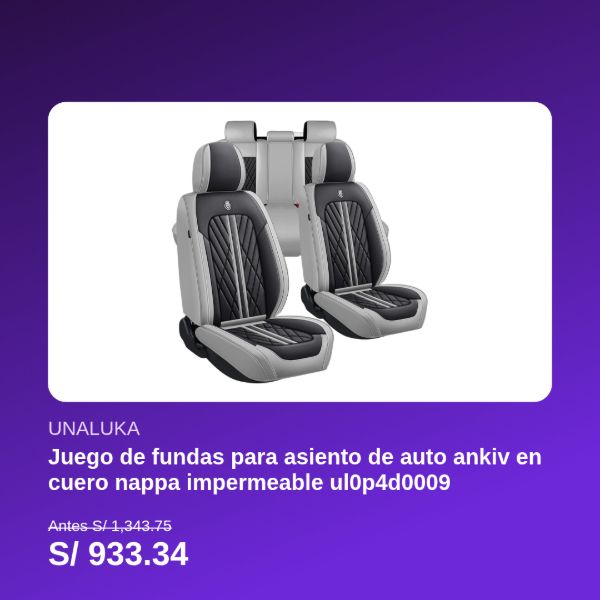 UNALUKA
Juego de fundas para asiento de auto ankiv en
cuero nappa impermeable ul0p4d0009
Antes S/ 1,343.75
S/ 933.34